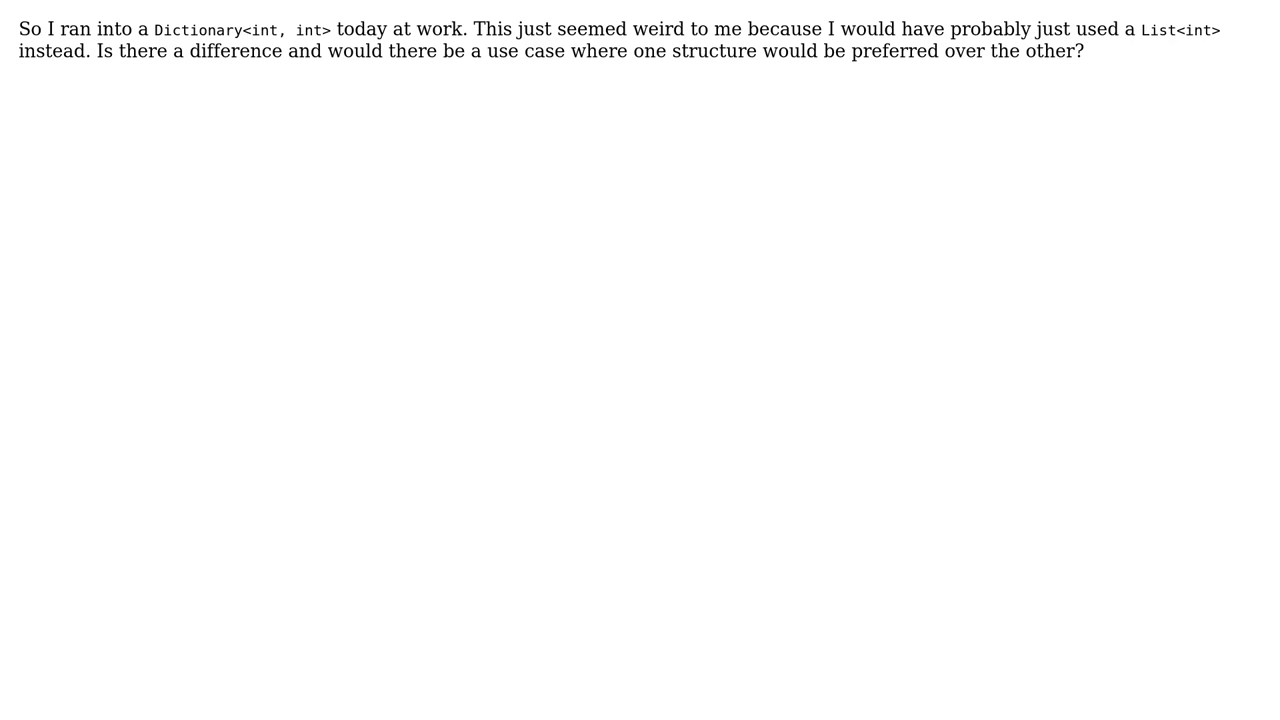 So I ran into a Dictionary<int, int> today at work. This just seemed weird to me because I would have probably just used a List<int>
instead. Is there a difference and would there be a use case where one structure would be preferred over the other?